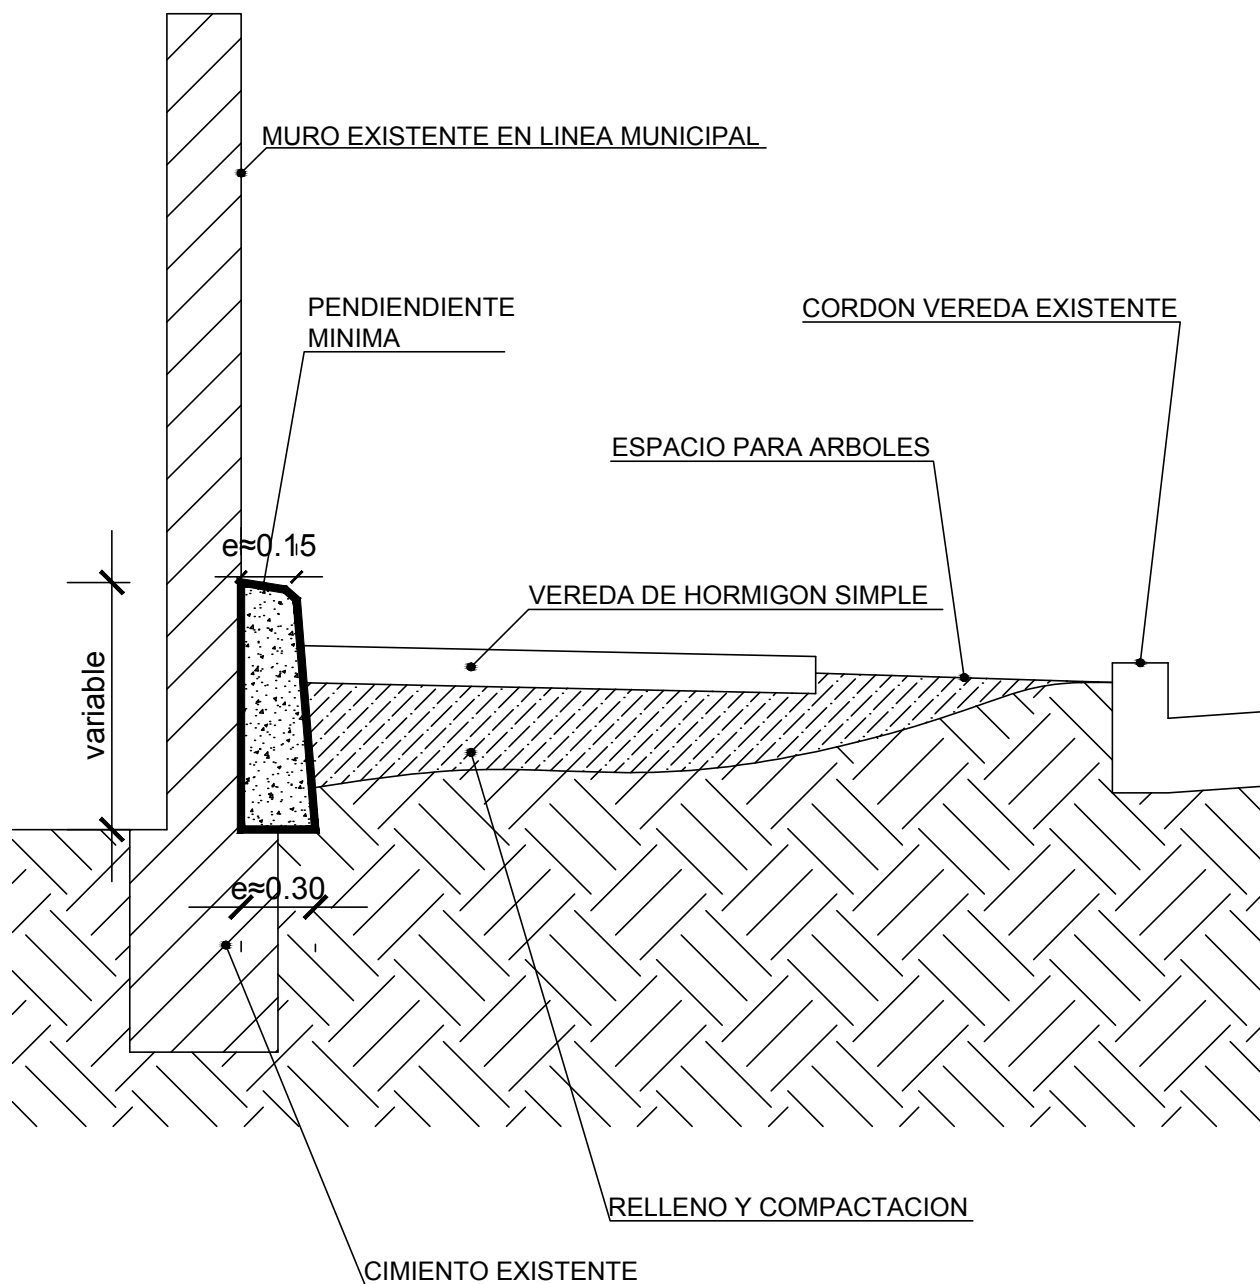 MURO EXISTENTE EN LINEA MUNICIPAL
PENDIENDIENTE
MINIMA
CORDON VEREDA EXISTENTE
ESPACIO PARA ARBOLES
e≈0.15
VEREDA DE HORMIGON SIMPLE
variable
e≈0.30
RELLENO Y COMPACTACION
CIMIENTO EXISTENTE